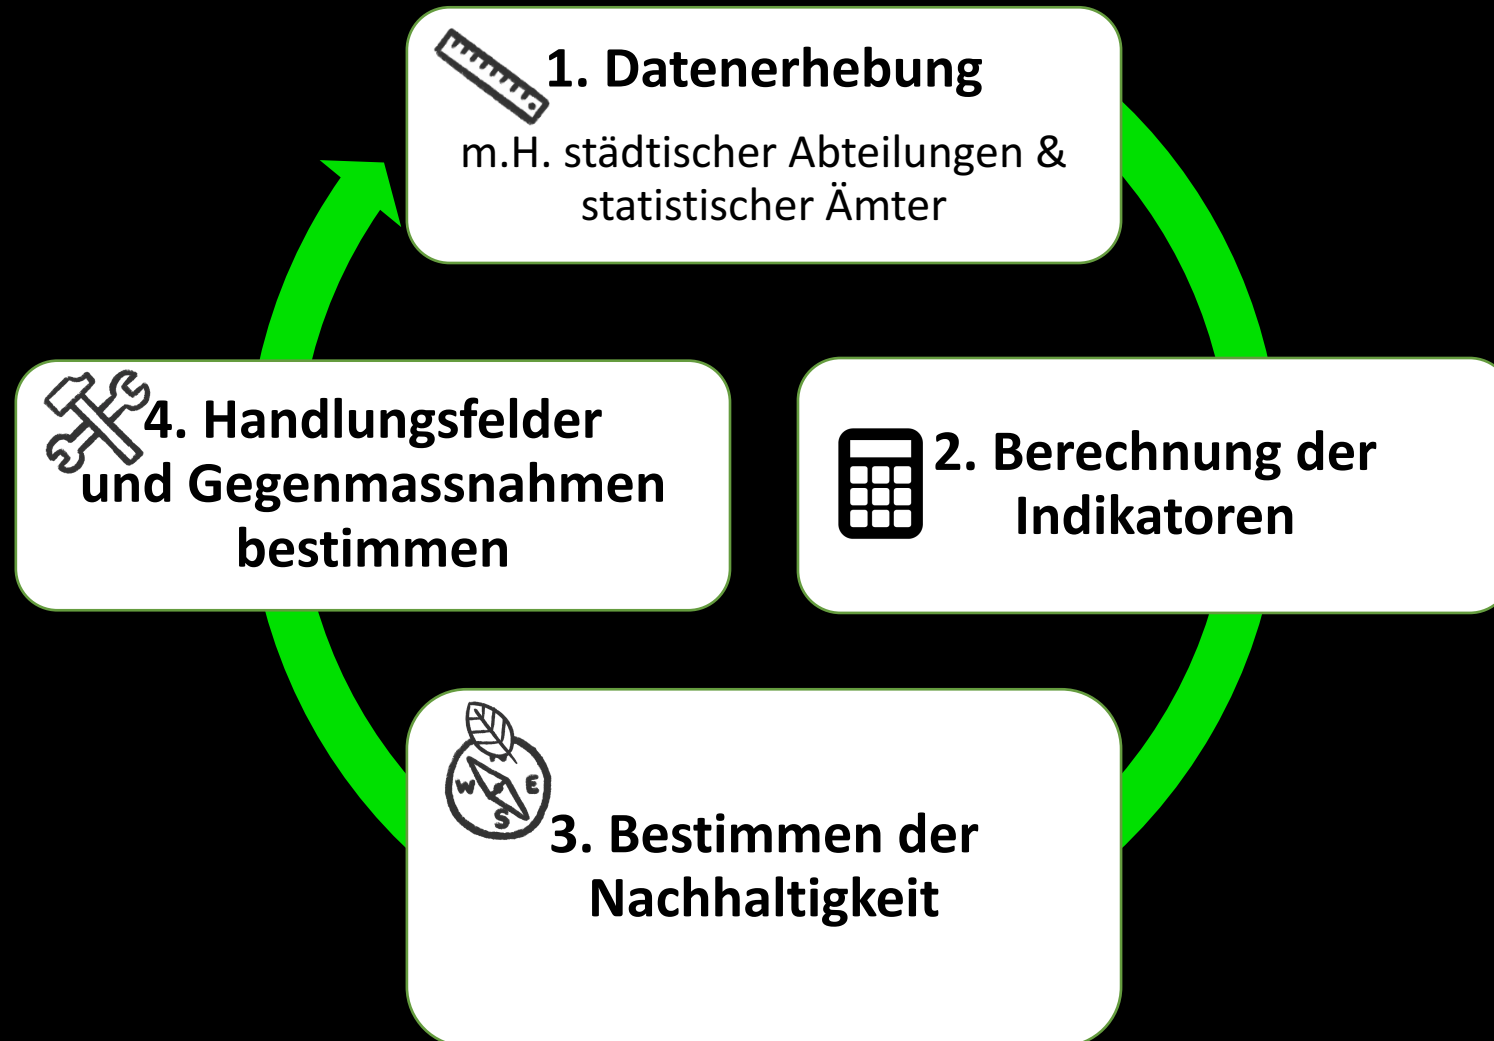 1. Datenerhebung
m.H. städtischer Abteilungen &
statistischer Ämter
2. Berechnung der
Indikatoren
3. Bestimmen der
Nachhaltigkeit
4. Handlungsfelder
und Gegenmassnahmen
bestimmen
W
E
S